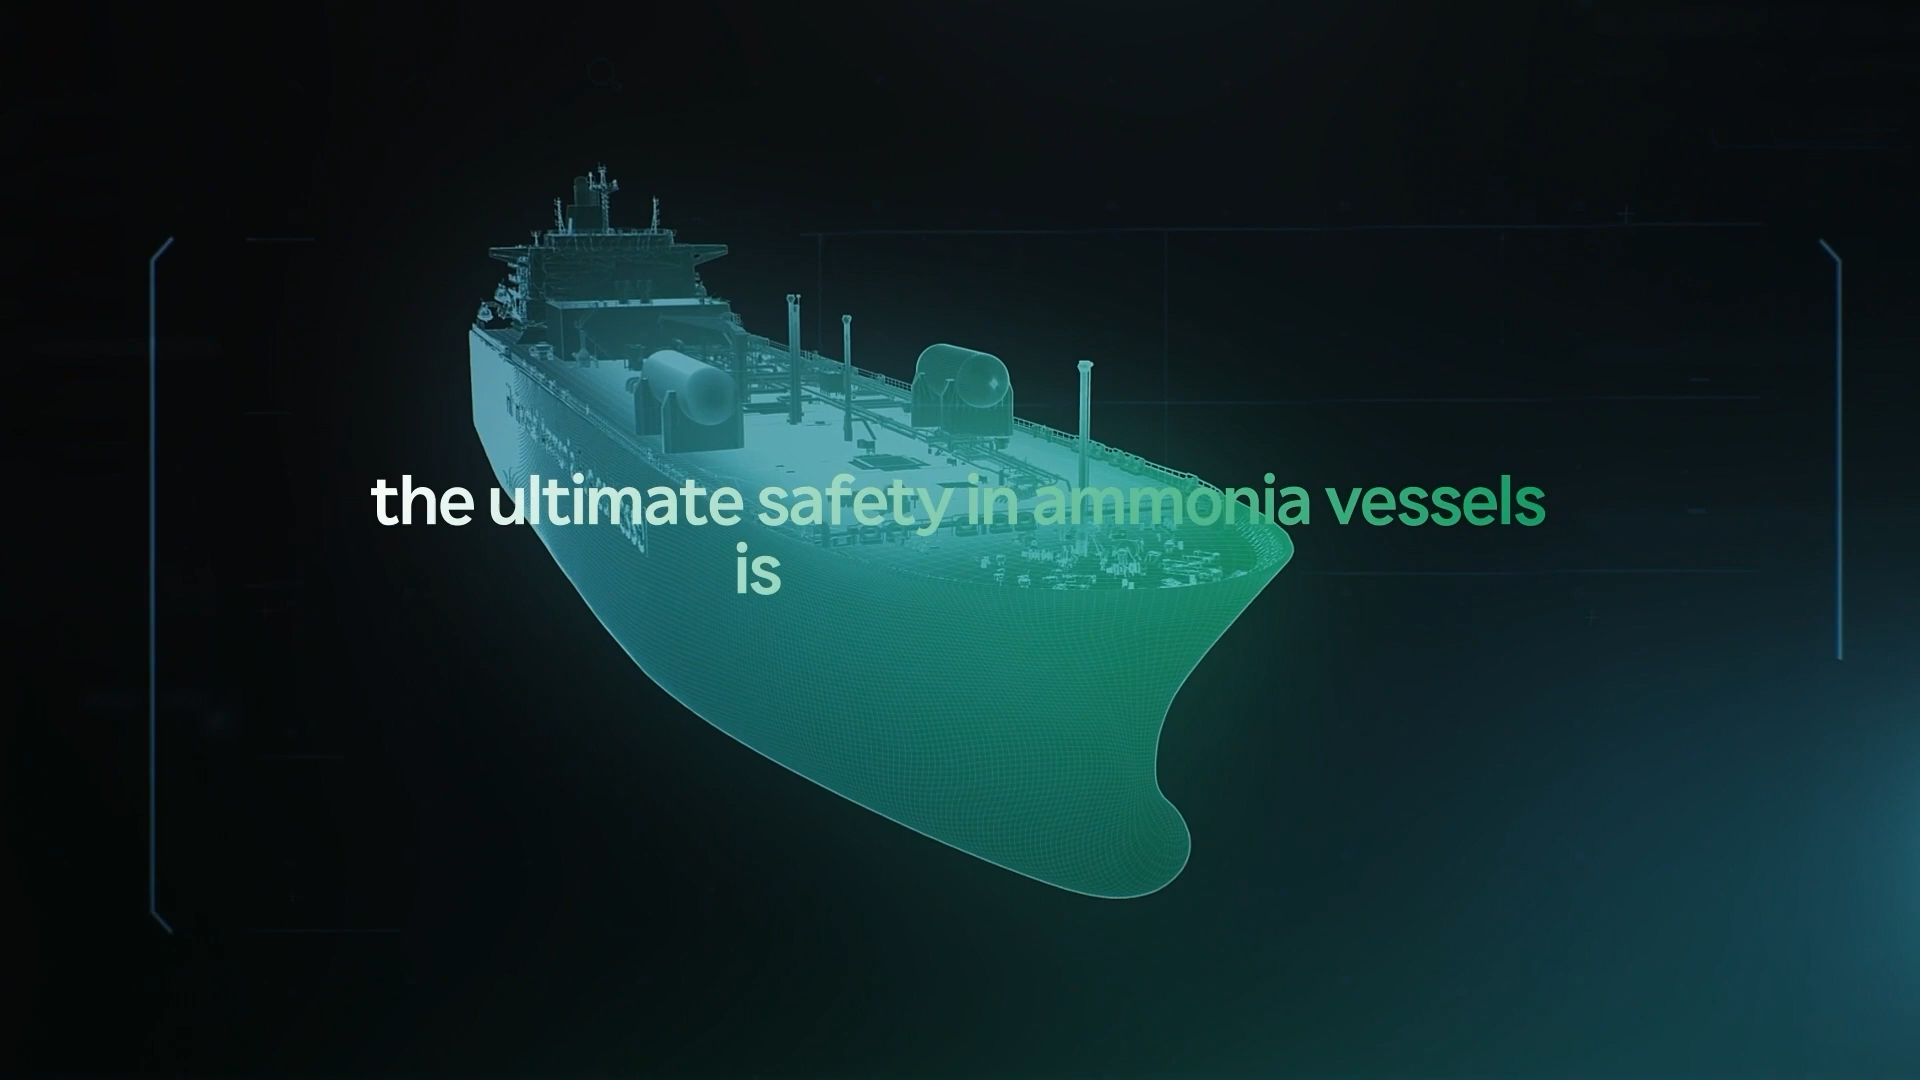 the ultimate safety in ammonia vessels
is